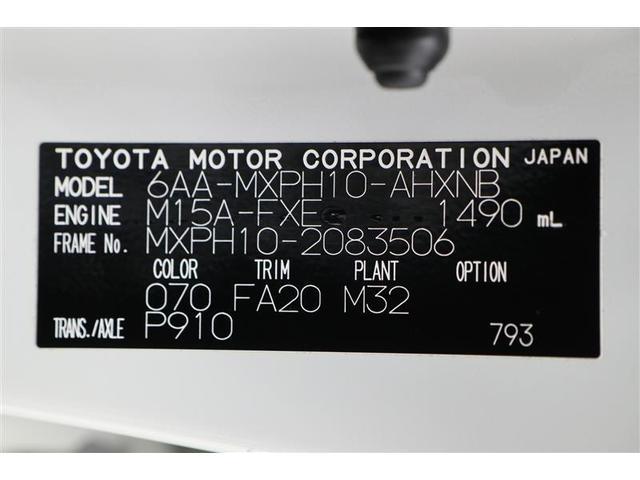 TOYOTA MOTOR CORPORATION JAPAN
MODEL 6AA-MXPH10-AHXNB
ENGINE M15A-FXE 1490 mL
FRAME No. MXPH10-2083506
COLOR TRIM PLANT OPTION
070 FA20 M32
TRANS./AXLE P910 793